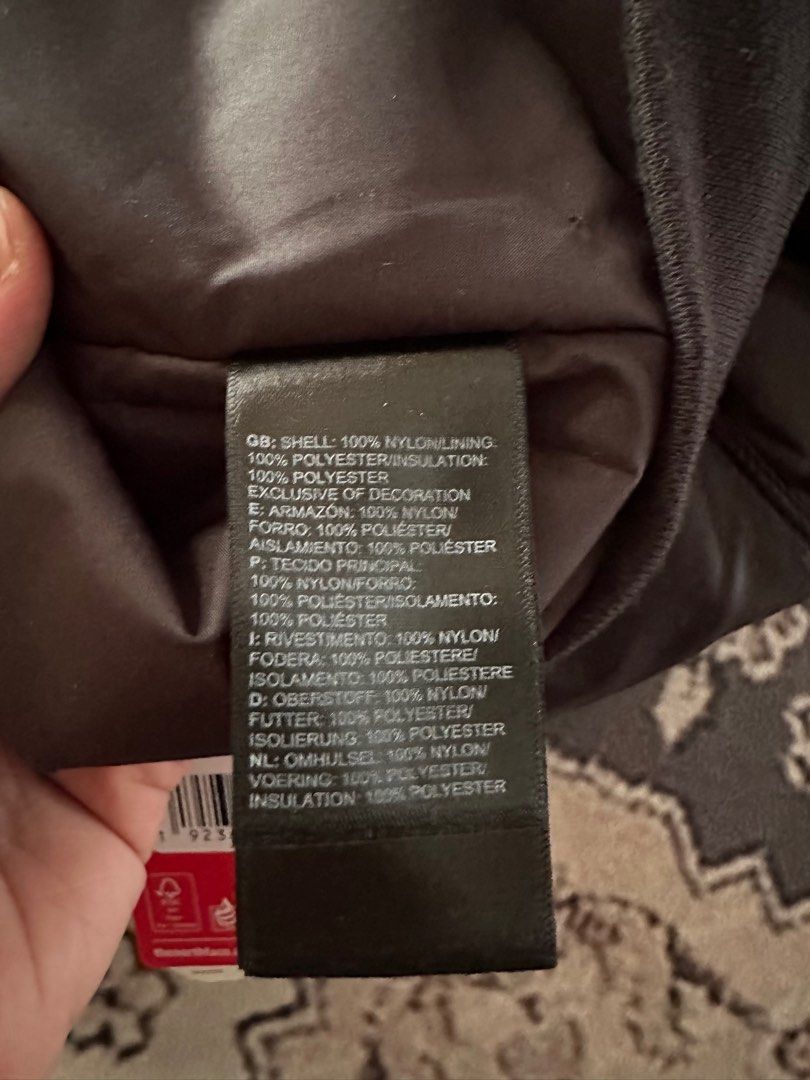 GB: SHELL: 100% NYLON/LINING:
100% POLYESTER/INSULATION:
100% POLYESTER
EXCLUSIVE OF DECORATION
E: ARMAZÓN: 100% NYLON/
FORRO: 100% POLIÉSTER/
AISLAMIENTO: 100% POLIÉSTER
P: TECIDO PRINCIPAL:
100% NYLON/FORRO:
100% POLIÉSTER/ISOLAMENTO:
100% POLIÉSTER
I: RIVESTIMENTO: 100% NYLON/
FODERA: 100% POLIESTERE/
ISOLAMENTO: 100% POLIESTERE
D: OBERSTOFF: 100% NYLON/
FUTTER: 100% POLYESTER/
ISOLIERUNG: 100% POLYESTER
NL: OMHULSEL: 100% NYLON/
VOERING: 100% POLYESTER/
INSULATION: 100% POLYESTER
1 923